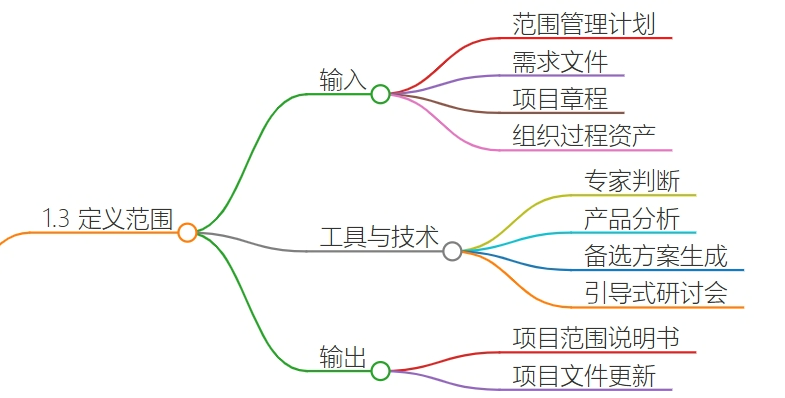 1.3 定义范围
输入
范围管理计划
需求文件
项目章程
组织过程资产
工具与技术
专家判断
产品分析
备选方案生成
引导式研讨会
输出
项目范围说明书
项目文件更新